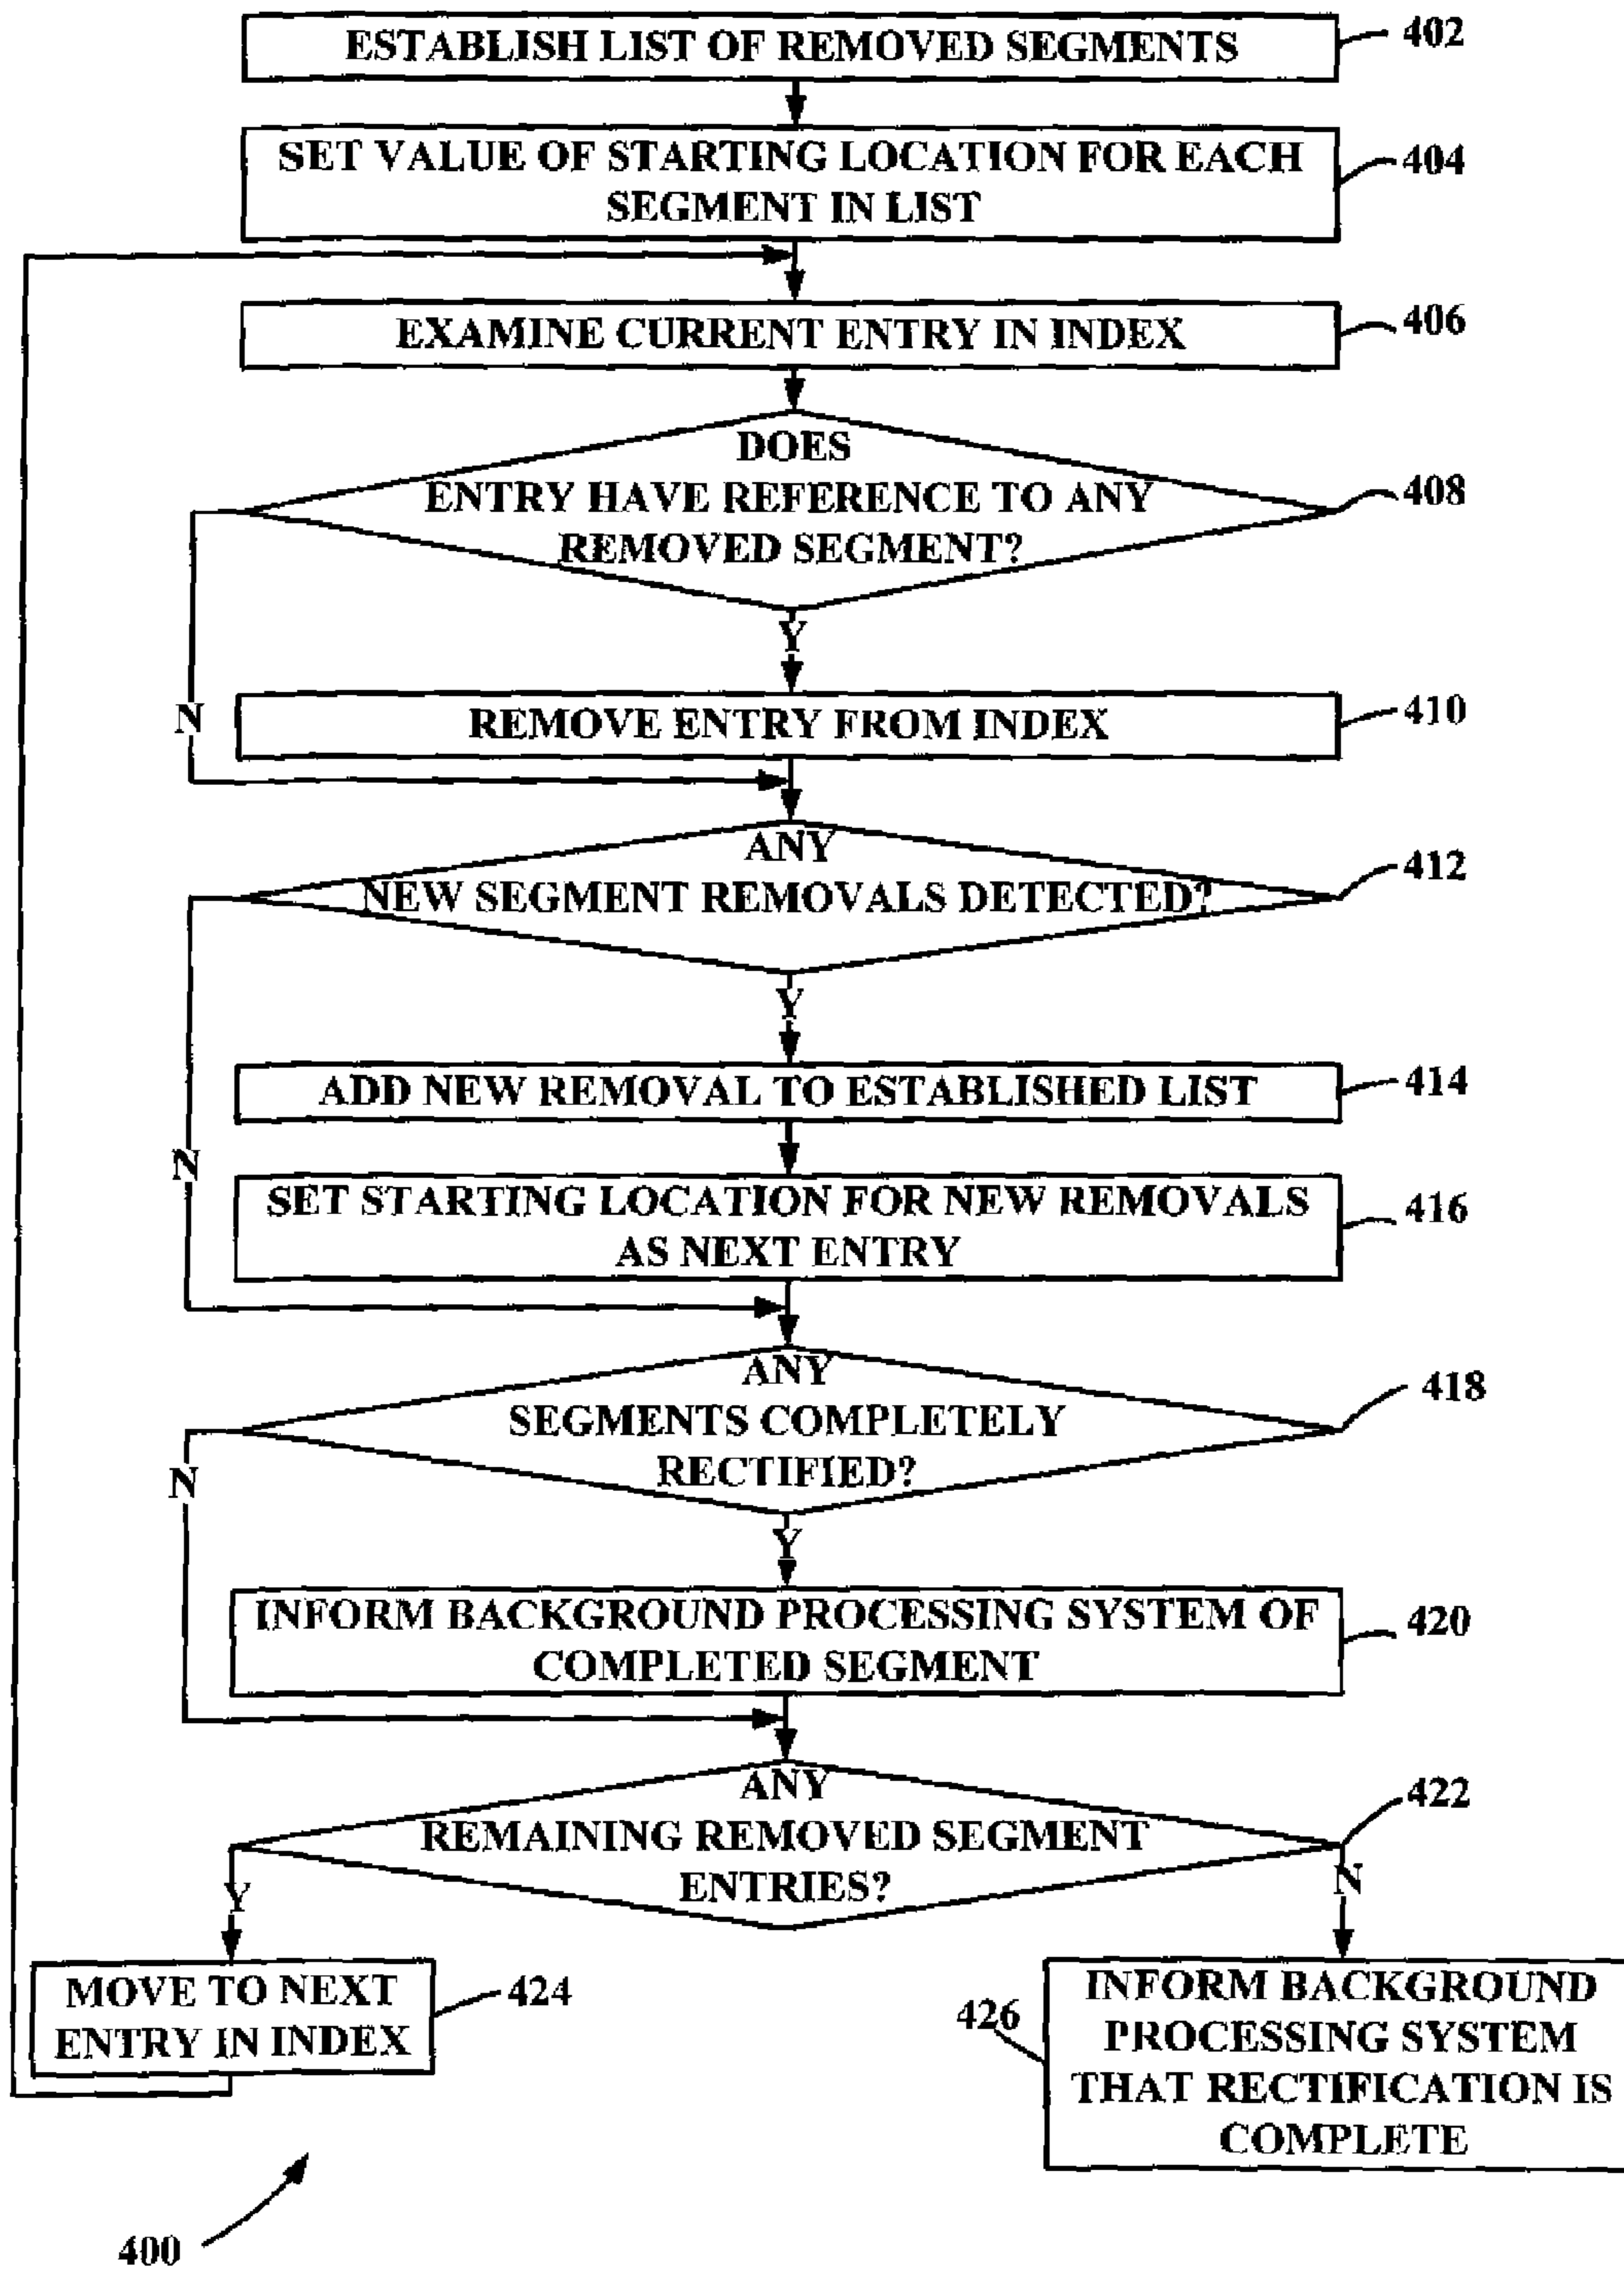 ESTABLISH LIST OF REMOVED SEGMENTS
402
SET VALUE OF STARTING LOCATION FOR EACH
SEGMENT IN LIST
404
EXAMINE CURRENT ENTRY IN INDEX
406
DOES
ENTRY HAVE REFERENCE TO ANY
REMOVED SEGMENT?
408
Y
N
REMOVE ENTRY FROM INDEX
410
ANY
NEW SEGMENT REMOVALS DETECTED?
412
Y
ADD NEW REMOVAL TO ESTABLISHED LIST
414
N
SET STARTING LOCATION FOR NEW REMOVALS
AS NEXT ENTRY
416
ANY
SEGMENTS COMPLETELY
RECTIFIED?
418
N
Y
INFORM BACKGROUND PROCESSING SYSTEM OF
COMPLETED SEGMENT
420
ANY
REMAINING REMOVED SEGMENT
ENTRIES?
422
Y
N
MOVE TO NEXT
ENTRY IN INDEX
424
426
INFORM BACKGROUND
PROCESSING SYSTEM
THAT RECTIFICATION IS
COMPLETE
400